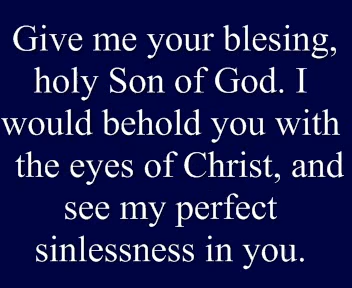 Give me your blesing,
holy Son of God. I
would behold you with
the eyes of Christ, and
see my perfect
sinlessness in you.